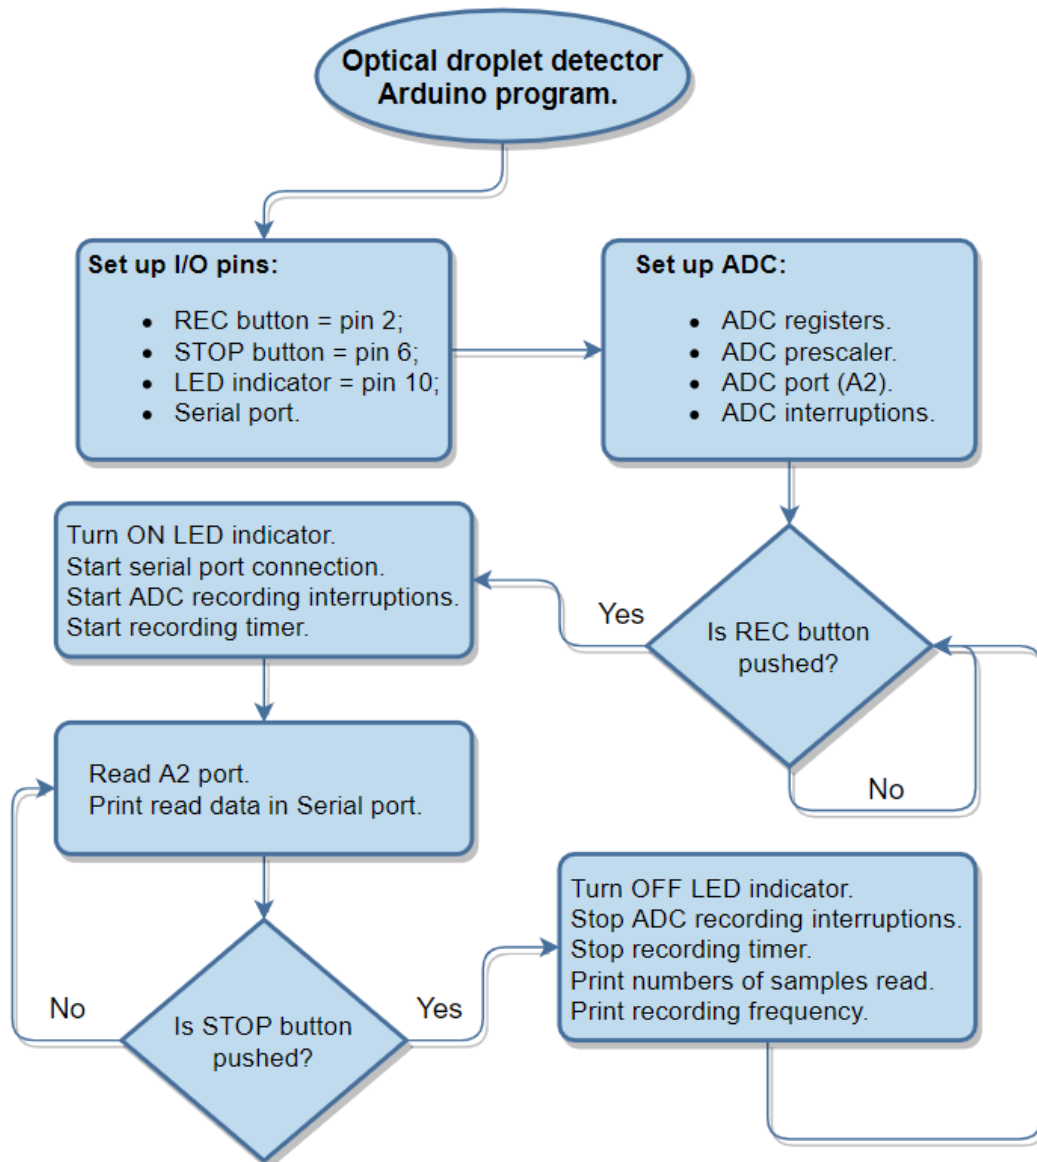 Optical droplet detector
Arduino program.
Set up I/O pins:
• REC button = pin 2;
• STOP button = pin 6;
• LED indicator = pin 10;
• Serial port.
Set up ADC:
• ADC registers.
• ADC prescaler.
• ADC port (A2).
• ADC interruptions.
Is REC button
pushed?
Yes
No
Turn ON LED indicator.
Start serial port connection.
Start ADC recording interruptions.
Start recording timer.
Read A2 port.
Print read data in Serial port.
Is STOP button
pushed?
No
Yes
Turn OFF LED indicator.
Stop ADC recording interruptions.
Stop recording timer.
Print numbers of samples read.
Print recording frequency.